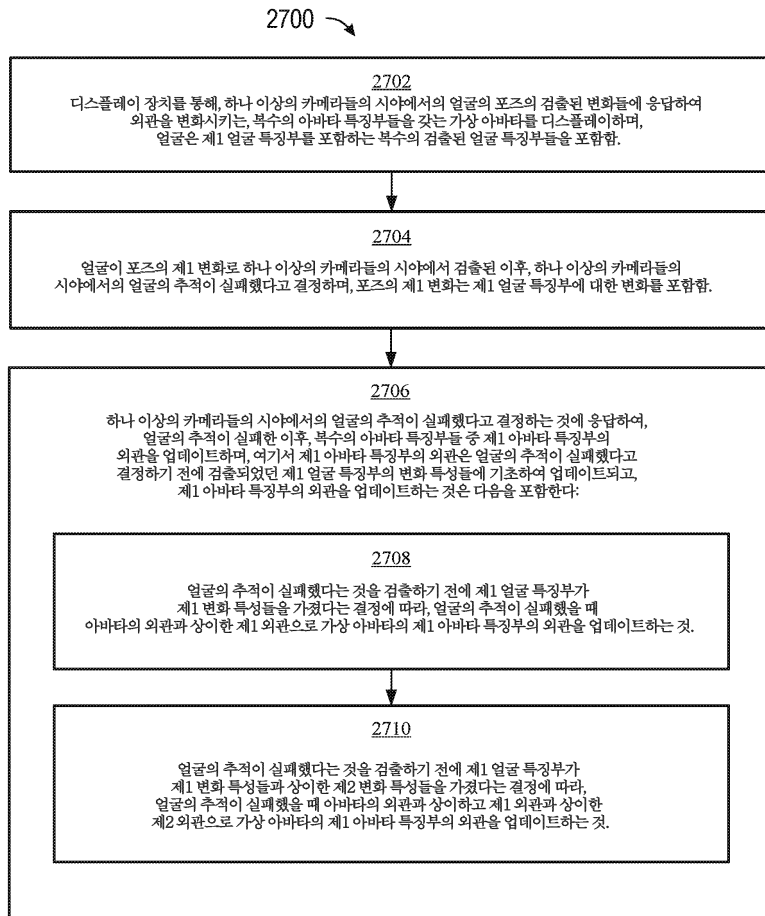 2700
2702
디스플레이 장치를 통해, 하나 이상의 카메라들의 시야에서의 얼굴의 포즈의 검출된 변화들에 응답하여
외관을 변화시키는, 복수의 아바타 특징부들을 갖는 가상 아바타를 디스플레이하며,
얼굴은 제1 얼굴 특징부를 포함하는 복수의 검출된 얼굴 특징부들을 포함함.
2704
얼굴이 포즈의 제1 변화로 하나 이상의 카메라들의 시야에서 검출된 이후, 하나 이상의 카메라들의
시야에서의 얼굴의 추적이 실패했다고 결정하며, 포즈의 제1 변화는 제1 얼굴 특징부에 대한 변화를 포함함.
2706
하나 이상의 카메라들의 시야에서의 얼굴의 추적이 실패했다고 결정하는 것에 응답하여,
얼굴의 추적이 실패한 이후, 복수의 아바타 특징부들 중 제1 아바타 특징부의
외관을 업데이트하며, 여기서 제1 아바타 특징부의 외관은 얼굴의 추적이 실패했다고
결정하기 전에 검출되었던 제1 얼굴 특징부의 변화 특성들에 기초하여 업데이트되고,
제1 아바타 특징부의 외관을 업데이트하는 것은 다음을 포함한다:
2708
얼굴의 추적이 실패했다는 것을 검출하기 전에 제1 얼굴 특징부가
제1 변화 특성들을 가졌다는 결정에 따라, 얼굴의 추적이 실패했을 때
아바타의 외관과 상이한 제1 외관으로 가상 아바타의 제1 아바타 특징부의 외관을 업데이트하는 것.
2710
얼굴의 추적이 실패했다는 것을 검출하기 전에 제1 얼굴 특징부가
제1 변화 특성들과 상이한 제2 변화 특성들을 가졌다는 결정에 따라,
얼굴의 추적이 실패했을 때 아바타의 외관과 상이하고 제1 외관과 상이한
제2 외관으로 가상 아바타의 제1 아바타 특징부의 외관을 업데이트하는 것.